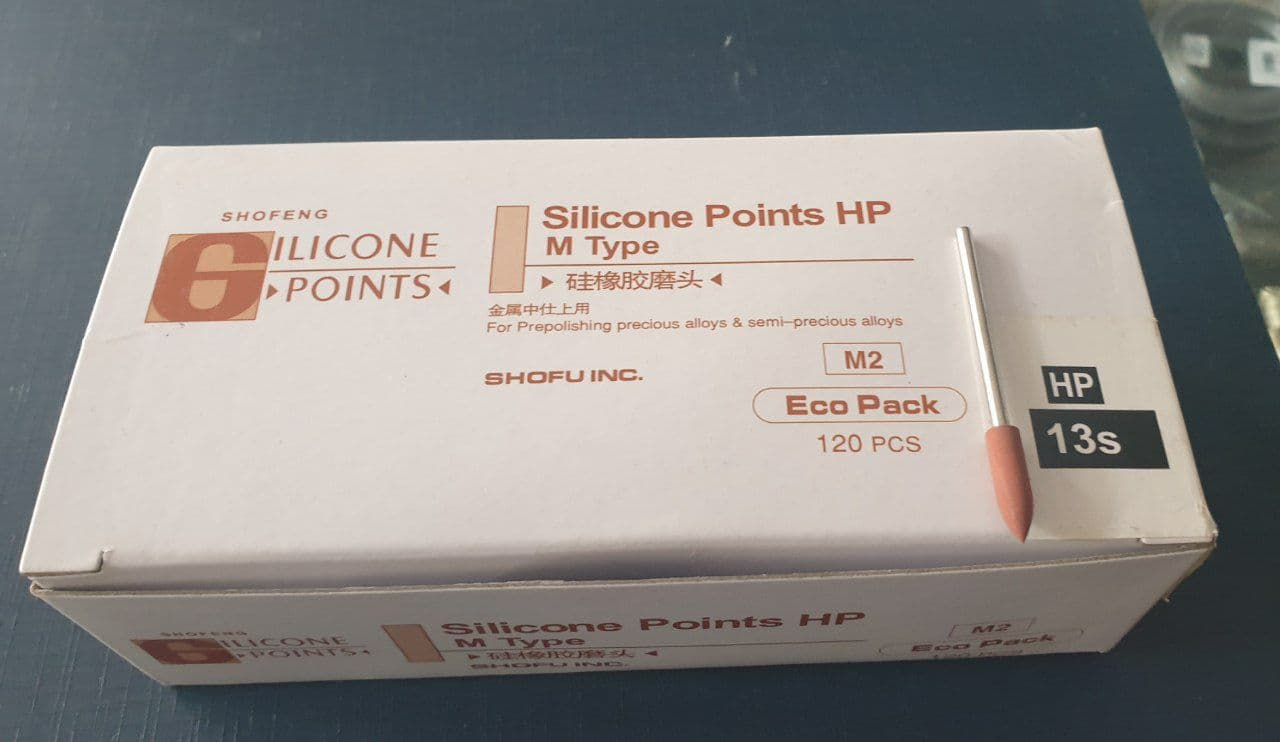 SHOFENG
SILICONE
POINTS
Silicone Points HP
M Type
硅橡胶磨头
金属中仕上用
For Prepolishing precious alloys & semi-precious alloys
SHOFU INC.
M2
Eco Pack
120 PCS
HP
13s
SHOFENG
SILICONE
POINTS
Silicone Points HP
M Type
硅橡胶磨头
SHOFU INC.
M2
Eco Pack
120 PCS